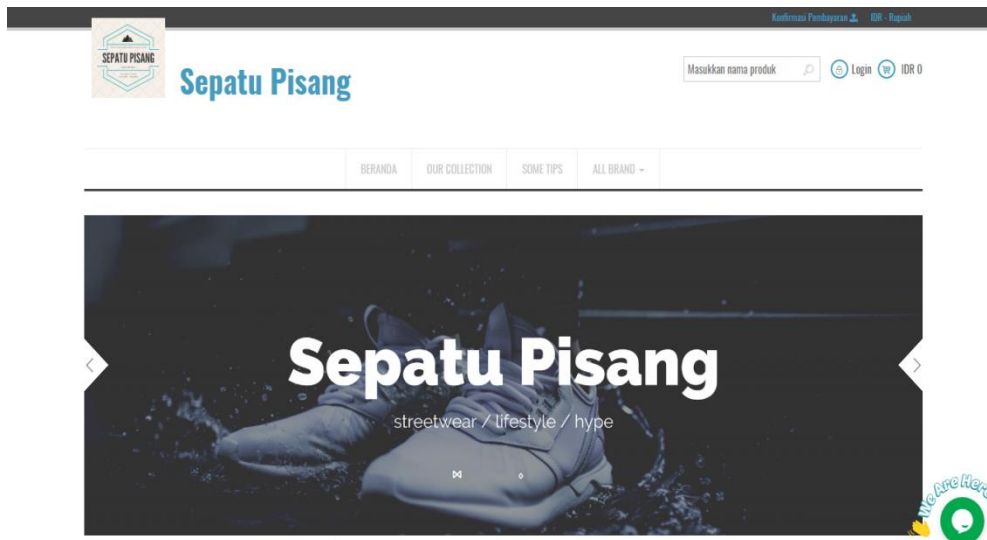 Konfirmasi Pembayaran IDR - Rupiah
SEPATU PISANG
Sepatu Pisang
Masukkan nama produk
Login
IDR 0
BERANDA
OUR COLLECTION
SOME TIPS
ALL BRAND
Sepatu Pisang
streetwear / lifestyle / hype
We Are Here